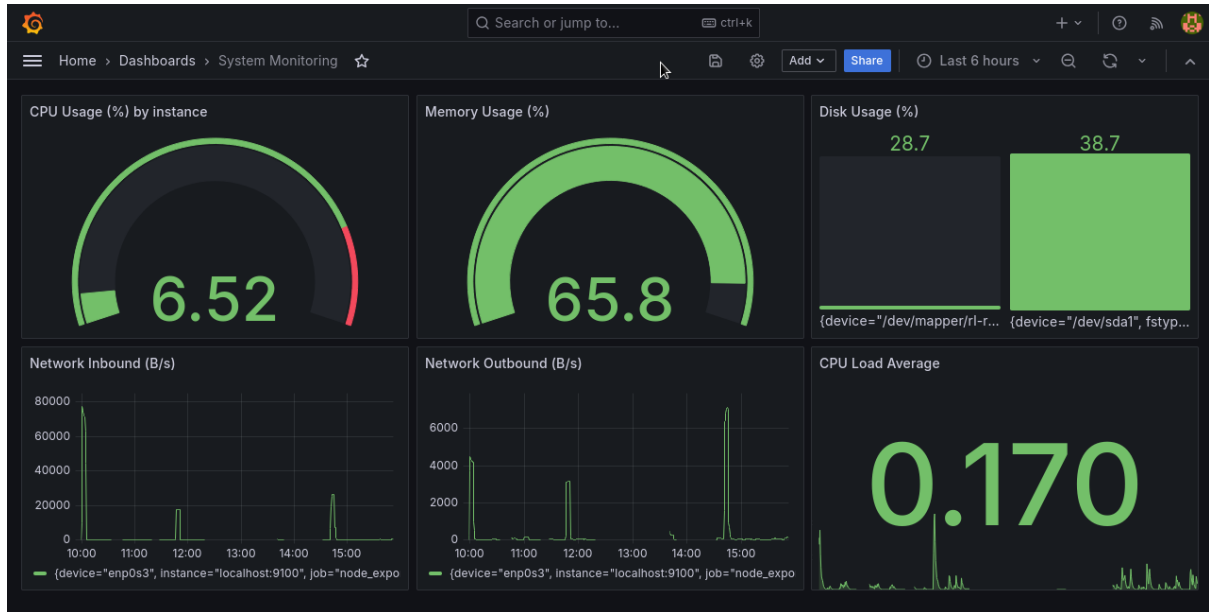 Search or jump to... ctrl+k
Home › Dashboards › System Monitoring Add Share Last 6 hours
CPU Usage (%) by instance
6.52
Memory Usage (%)
65.8
Disk Usage (%)
28.7 38.7
{device="/dev/mapper/rl-r... {device="/dev/sda1", fstyp...
Network Inbound (B/s)
80000
60000
40000
20000
0
10:00 11:00 12:00 13:00 14:00 15:00
{device="enp0s3", instance="localhost:9100", job="node_expo
Network Outbound (B/s)
6000
4000
2000
0
10:00 11:00 12:00 13:00 14:00 15:00
{device="enp0s3", instance="localhost:9100", job="node_expo
CPU Load Average
0.170